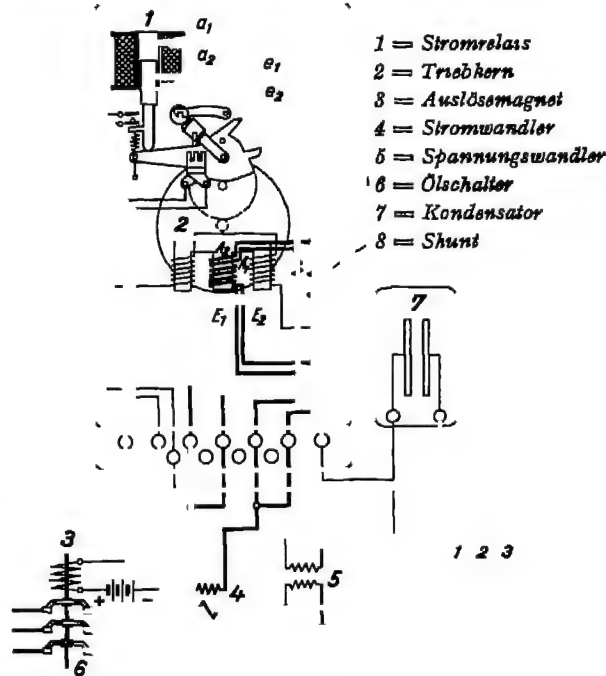 1
a1
a2
e1
e2
1 = Stromrelais
2 = Triebkern
3 = Auslösemagnet
4 = Stromwandler
5 = Spannungswandler
6 = Ölschalter
7 = Kondensator
8 = Shunt
2
E1 E2
7
3
+ −
4
5
1 2 3
6